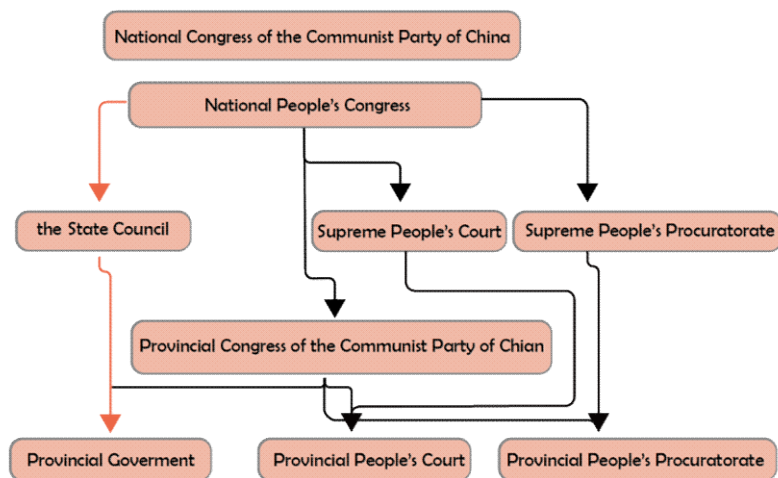 National Congress of the Communist Party of China
National People's Congress
the State Council
Supreme People's Court
Supreme People's Procuratorate
Provincial Congress of the Communist Party of Chian
Provincial Goverment
Provincial People's Court
Provincial People's Procuratorate